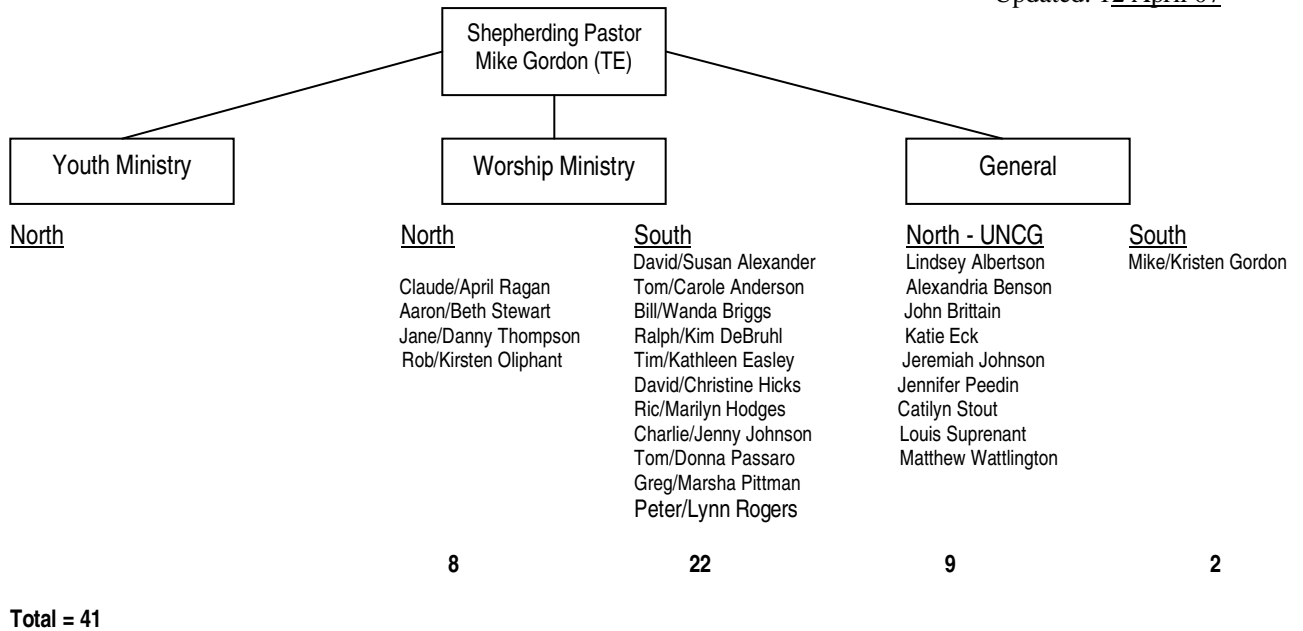 Updated: 12 April 07
Shepherding Pastor
Mike Gordon (TE)
Youth Ministry
Worship Ministry
General
North
North
Claude/April Ragan
Aaron/Beth Stewart
Jane/Danny Thompson
Rob/Kirsten Oliphant
South
David/Susan Alexander
Tom/Carole Anderson
Bill/Wanda Briggs
Ralph/Kim DeBruhl
Tim/Kathleen Easley
David/Christine Hicks
Ric/Marilyn Hodges
Charlie/Jenny Johnson
Tom/Donna Passaro
Greg/Marsha Pittman
Peter/Lynn Rogers
North - UNCG
Lindsey Albertson
Alexandria Benson
John Brittain
Katie Eck
Jeremiah Johnson
Jennifer Peedin
Catilyn Stout
Louis Suprenant
Matthew Wattlington
South
Mike/Kristen Gordon
8 22 9 2
Total = 41